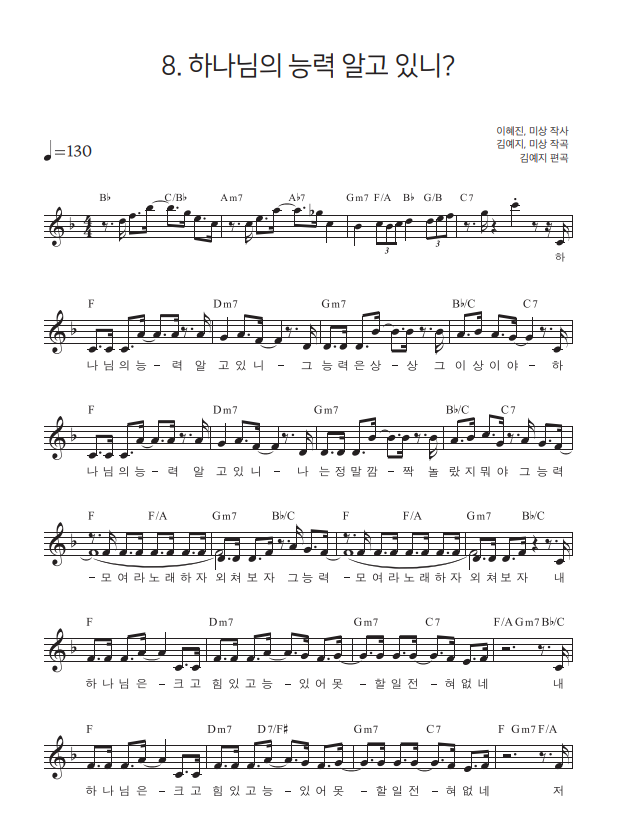 8. 하나님의 능력 알고 있니?
♩=130
이혜진, 미상 작사
김예지, 미상 작곡
김예지 편곡
B♭ C/B♭ Am7 A♭7 Gm7 F/A B♭ G/B C7
3 3
하
F Dm7 Gm7 B♭/C C7
나 님 의 능 – 력 알 고 있 니 – 그 능 력 은 상 – 상 그 이 상 이 야 – 하
F Dm7 Gm7 B♭/C C7
나 님 의 능 – 력 알 고 있 니 – 나 는 정 말 깜 – 짝 놀 랐 지 뭐 야 그 능 력
F F/A Gm7 B♭/C F F/A Gm7 B♭/C
– 모 여 라 노 래 하 자 외 쳐 보 자 그 능 력 – 모 여 라 노 래 하 자 외 쳐 보 자 내
F Dm7 Gm7 C7 F/A Gm7 B♭/C
하 나 님 은 – 크 고 힘 있 고 능 – 있 어 못 – 할 일 전 – 혀 없 네 내
F Dm7 D7/F♯ Gm7 C7 F Gm7 F/A
하 나 님 은 – 크 고 힘 있 고 능 – 있 어 못 – 할 일 전 – 혀 없 네 저